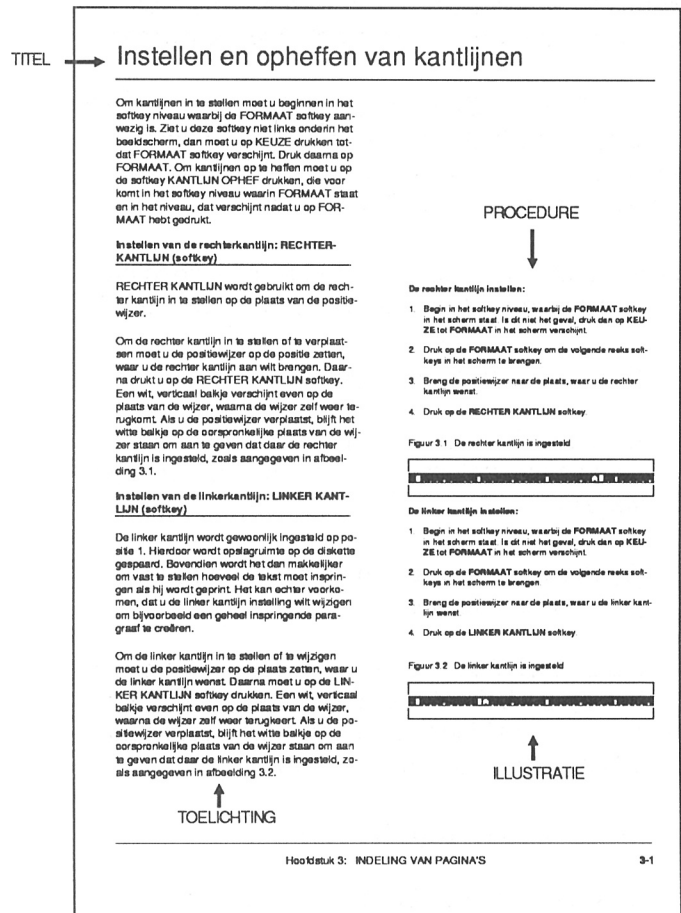 TITEL
Instellen en opheffen van kantlijnen
Om kantlijnen in te stellen moet u beginnen in het
softkey niveau waarbij de FORMAAT softkey aan-
wezig is. Ziet u deze softkey niet links onderin het
beeldscherm, dan moet u op KEUZE drukken tot-
dat FORMAAT softkey verschijnt. Druk daarna op
FORMAAT. Om kantlijnen op te heffen moet u op
de softkey KANTLIJN OPHEF drukken, die voor
komt in het softkey niveau waarin FORMAAT staat
en in het niveau, dat verschijnt nadat u op FOR-
MAAT hebt gedrukt.
Instellen van de rechterkantlijn: RECHTER-
KANTLIJN (softkey)
RECHTER KANTLIJN wordt gebruikt om de rech-
ter kantlijn in te stellen op de plaats van de positie-
wijzer.
Om de rechter kantlijn in te stellen of te verplaat-
sen moet u de positiewijzer op de positie zetten,
waar u de rechter kantlijn aan wilt brengen. Daar-
na drukt u op de RECHTER KANTLIJN softkey.
Een wit, verticaal balkje verschijnt even op de
plaats van de wijzer, waarna de wijzer zelf weer te-
rugkomt. Als u de positiewijzer verplaatst, blijft het
witte balkje op de oorspronkelijke plaats van de wij-
zer staan om aan te geven dat daar de rechter
kantlijn is ingesteld, zoals aangegeven in afbeel-
ding 3.1.
Instellen van de linkerkantlijn: LINKER KANT-
LIJN (softkey)
De linker kantlijn wordt gewoonlijk ingesteld op po-
sitie 1. Hierdoor wordt opslagruimte op de diskette
gespaard. Bovendien wordt het dan makkelijker
om vast te stellen hoeveel de tekst moet insprin-
gen als hij wordt geprint. Het kan echter voorko-
men, dat u de linker kantlijn instelling wilt wijzigen
om bijvoorbeeld een geheel inspringende para-
graaf te creëren.
Om de linker kantlijn in te stellen of te wijzigen
moet u de positiewijzer op de plaats zetten, waar u
de linker kantlijn wenst. Daarna moet u op de LIN-
KER KANTLIJN softkey drukken. Een wit, verticaal
balkje verschijnt even op de plaats van de wijzer,
waarna de wijzer zelf weer terugkeert. Als u de po-
sitiewijzer verplaatst, blijft het witte balkje op de
oorspronkelijke plaats van de wijzer staan om aan
te geven dat daar de linker kantlijn is ingesteld, zo-
als aangegeven in afbeelding 3.2.
TOELICHTING
PROCEDURE
De rechter kantlijn instellen:
1. Begin in het softkey niveau, waarbij de FORMAAT softkey
in het scherm staat. Is dit niet het geval, druk dan op KEU-
ZE tot FORMAAT in het scherm verschijnt.
2. Druk op de FORMAAT softkey om de volgende reeks soft-
keys in het scherm te brengen.
3. Breng de positiewijzer naar de plaats, waar u de rechter
kantlijn wenst.
4. Druk op de RECHTER KANTLIJN softkey.
Figuur 3.1 De rechter kantlijn is ingesteld
De linker kantlijn instellen:
1. Begin in het softkey niveau, waarbij de FORMAAT softkey
in het scherm staat. Is dit niet het geval, druk dan op KEU-
ZE tot FORMAAT in het scherm verschijnt.
2. Druk op de FORMAAT softkey om de volgende reeks soft-
keys in het scherm te brengen.
3. Breng de positiewijzer naar de plaats, waar u de linker kant-
lijn wenst.
4. Druk op de LINKER KANTLIJN softkey.
Figuur 3.2 De linker kantlijn is ingesteld
ILLUSTRATIE
Hoofdstuk 3: INDELING VAN PAGINA'S
3-1